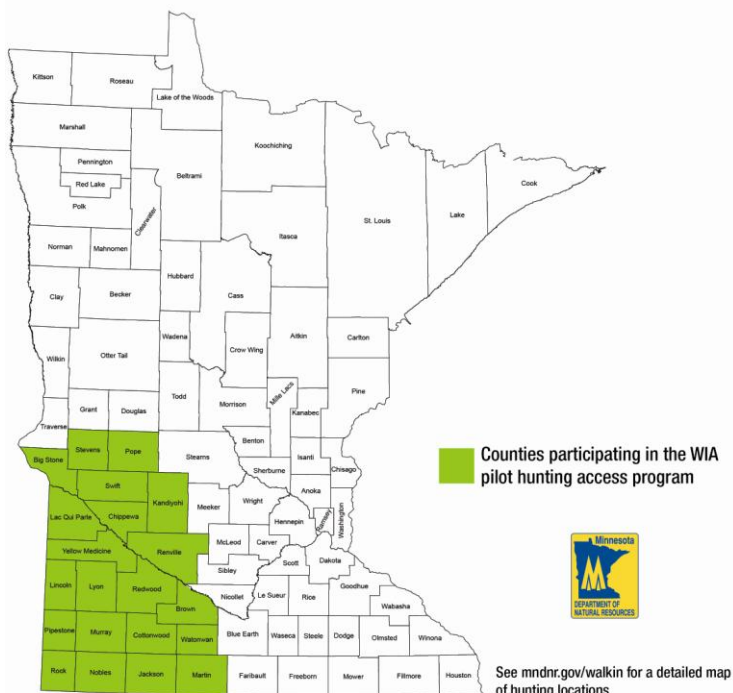 Kittson
Roseau
Lake of the Woods
Marshall
Koochiching
Pennington
Beltrami
Red Lake
Cook
Polk
Clearwater
St. Louis
Lake
Itasca
Norman
Mahnomen
Hubbard
Clay
Becker
Cass
Wadena
Aitkin
Carlton
Crow Wing
Wilkin
Otter Tail
Mille Lacs
Pine
Todd
Morrison
Kanabec
Grant
Douglas
Traverse
Benton
Stevens
Pope
Stearns
Isanti
Big Stone
Sherburne
Chisago
Swift
Anoka
Kandiyohi
Meeker
Wright
Lac Qui Parle
Chippewa
Hennepin
Ramsey
Washington
McLeod
Carver
Yellow Medicine
Renville
Scott
Dakota
Sibley
Lincoln
Lyon
Redwood
Nicollet
Le Sueur
Rice
Goodhue
Wabasha
Brown
Pipestone
Murray
Cottonwood
Watonwan
Blue Earth
Waseca
Steele
Dodge
Olmsted
Winona
Rock
Nobles
Jackson
Martin
Faribault
Freeborn
Mower
Fillmore
Houston
Counties participating in the WIA
pilot hunting access program
Minnesota
DEPARTMENT OF
NATURAL RESOURCES
See mndnr.gov/walkin for a detailed map
of hunting locations